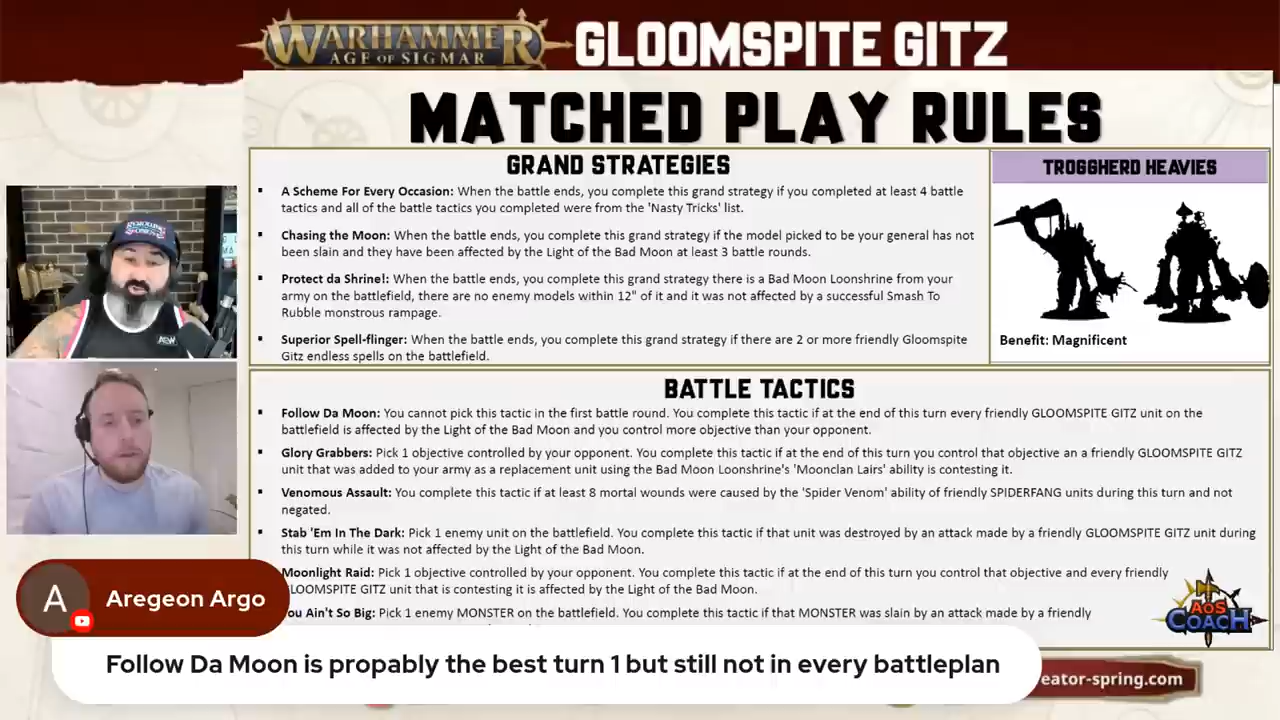 WARHAMMER
AGE OF SIGMAR
GLOOMSPITE GITZ
MATCHED PLAY RULES
GRAND STRATEGIES
A Scheme For Every Occasion: When the battle ends, you complete this grand strategy if you completed at least 4 battle
tactics and all of the battle tactics you completed were from the 'Nasty Tricks' list.
Chasing the Moon: When the battle ends, you complete this grand strategy if the model picked to be your general has not
been slain and they have been affected by the Light of the Bad Moon at least 3 battle rounds.
Protect da Shrine!: When the battle ends, you complete this grand strategy there is a Bad Moon Loonshrine from your
army on the battlefield, there are no enemy models within 12" of it and it was not affected by a successful Smash To
Rubble monstrous rampage.
Superior Spell-flinger: When the battle ends, you complete this grand strategy if there are 2 or more friendly Gloomspite
Gitz endless spells on the battlefield.
TROGGHERD HEAVIES
Benefit: Magnificent
BATTLE TACTICS
Follow Da Moon: You cannot pick this tactic in the first battle round. You complete this tactic if at the end of this turn every friendly GLOOMSPITE GITZ unit on the
battlefield is affected by the Light of the Bad Moon and you control more objective than your opponent.
Glory Grabbers: Pick 1 objective controlled by your opponent. You complete this tactic if at the end of this turn you control that objective an a friendly GLOOMSPITE GITZ
unit that was added to your army as a replacement unit using the Bad Moon Loonshrine's 'Moonclan Lairs' ability is contesting it.
Venomous Assault: You complete this tactic if at least 8 mortal wounds were caused by the 'Spider Venom' ability of friendly SPIDERFANG units during this turn and not
negated.
Stab 'Em In The Dark: Pick 1 enemy unit on the battlefield. You complete this tactic if that unit was destroyed by an attack made by a friendly GLOOMSPITE GITZ unit during
this turn while it was not affected by the Light of the Bad Moon.
Moonlight Raid: Pick 1 objective controlled by your opponent. You complete this tactic if at the end of this turn you control that objective and every friendly
LOOMSPITE GITZ unit that is contesting it is affected by the Light of the Bad Moon.
ou Ain't So Big: Pick 1 enemy MONSTER on the battlefield. You complete this tactic if that MONSTER was slain by an attack made by a friendly
AoS
COACH
A
Aregeon Argo
Follow Da Moon is propably the best turn 1 but still not in every battleplan
eator-spring.com